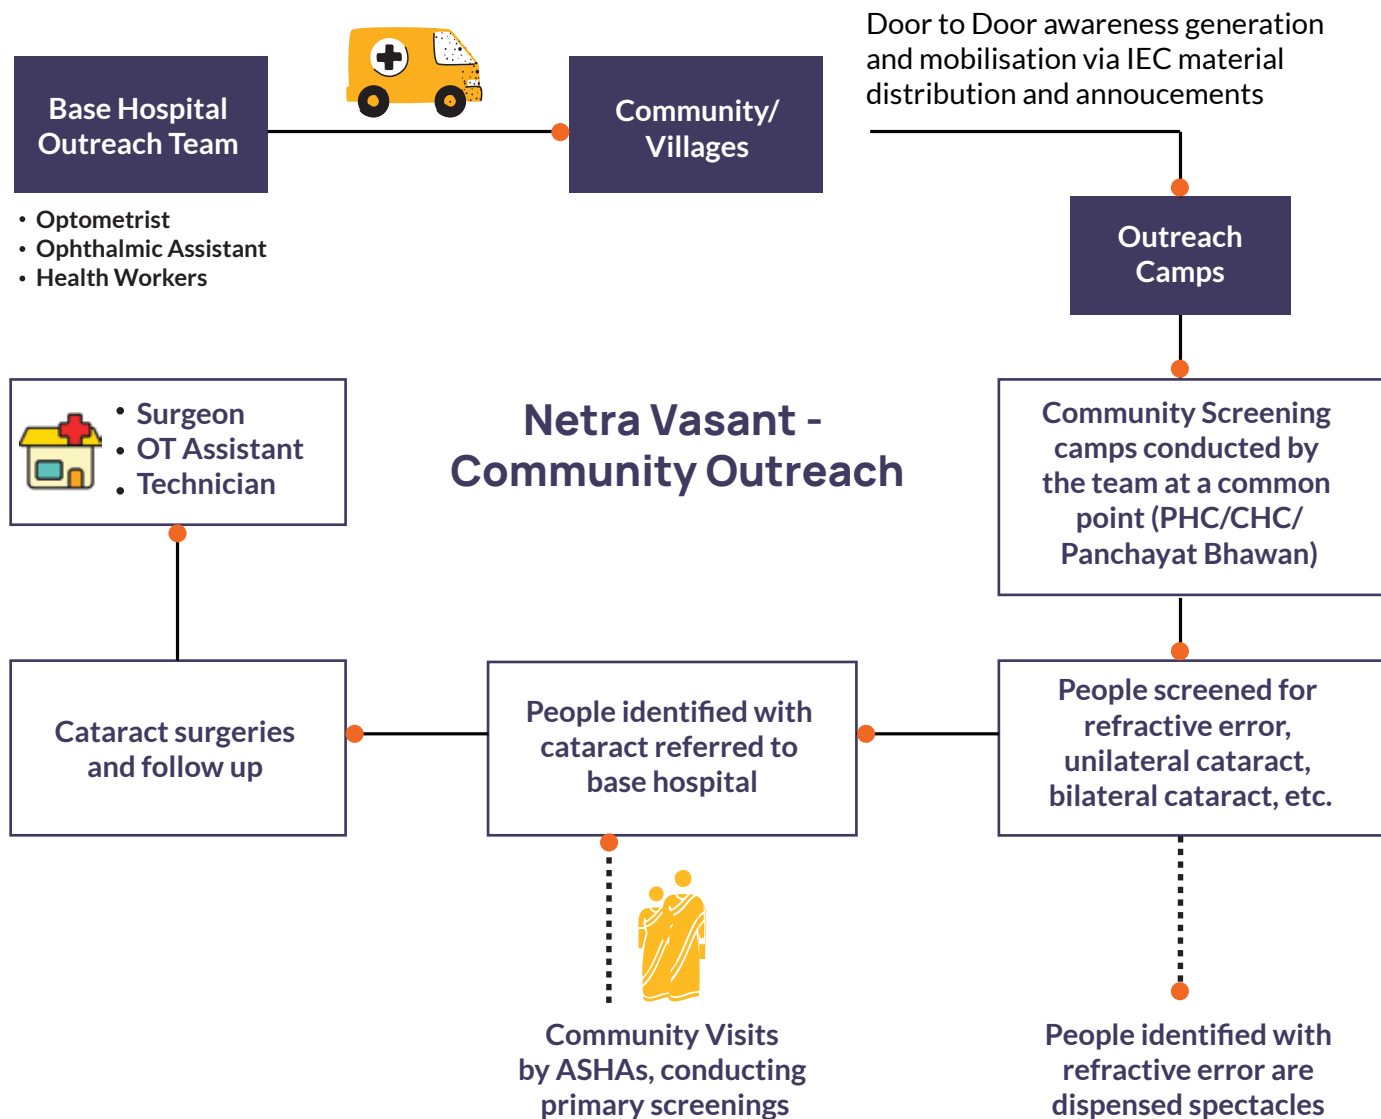 Base Hospital
Outreach Team
• Optometrist
• Ophthalmic Assistant
• Health Workers
Community/
Villages
Door to Door awareness generation
and mobilisation via IEC material
distribution and annoucements
Outreach
Camps
Netra Vasant -
Community Outreach
Community Screening
camps conducted by
the team at a common
point (PHC/CHC/
Panchayat Bhawan)
People screened for
refractive error,
unilateral cataract,
bilateral cataract, etc.
People identified with
refractive error are
dispensed spectacles
People identified with
cataract referred to
base hospital
Community Visits
by ASHAs, conducting
primary screenings
Cataract surgeries
and follow up
• Surgeon
• OT Assistant
• Technician